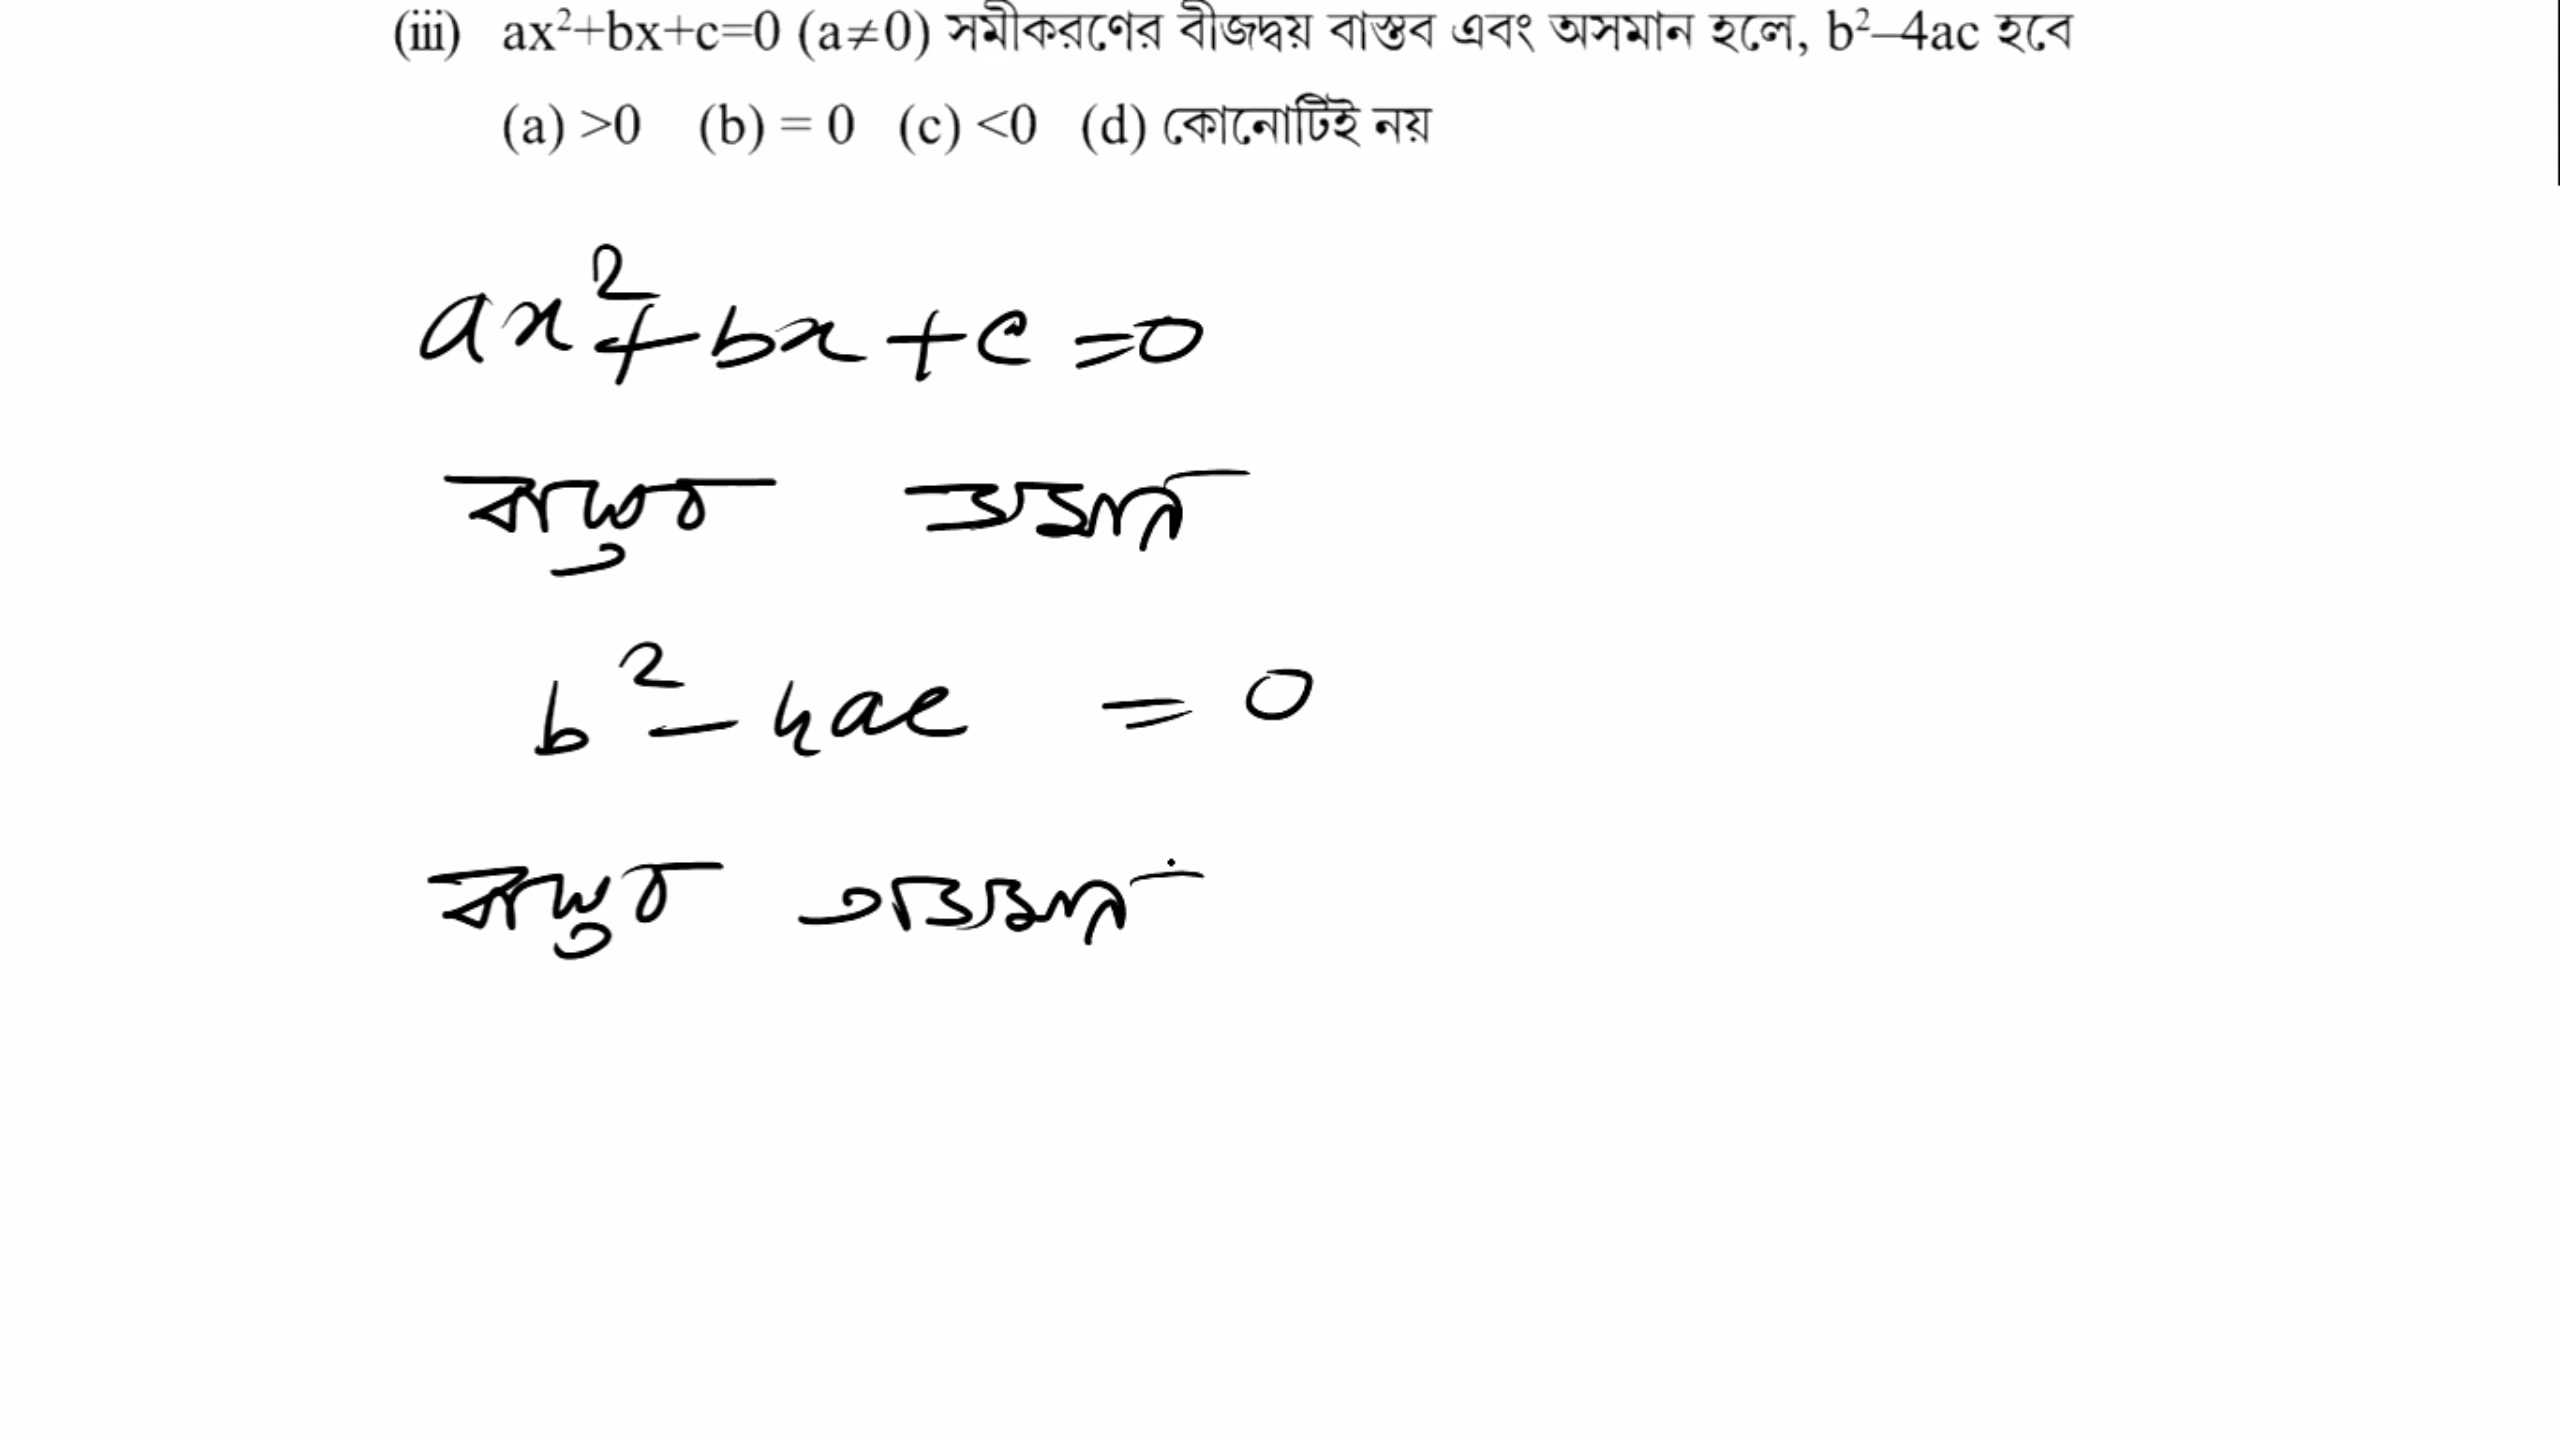 (iii) ax²+bx+c=0 (a≠0) সমীকরণের বীজদ্বয় বাস্তব এবং অসমান হলে, b²–4ac হবে
(a) >0 (b) = 0 (c) <0 (d) কোনোটিই নয়
ax²+bx+c=0
বাস্তব সমান
b²-4ac = 0
বাস্তব অসমান